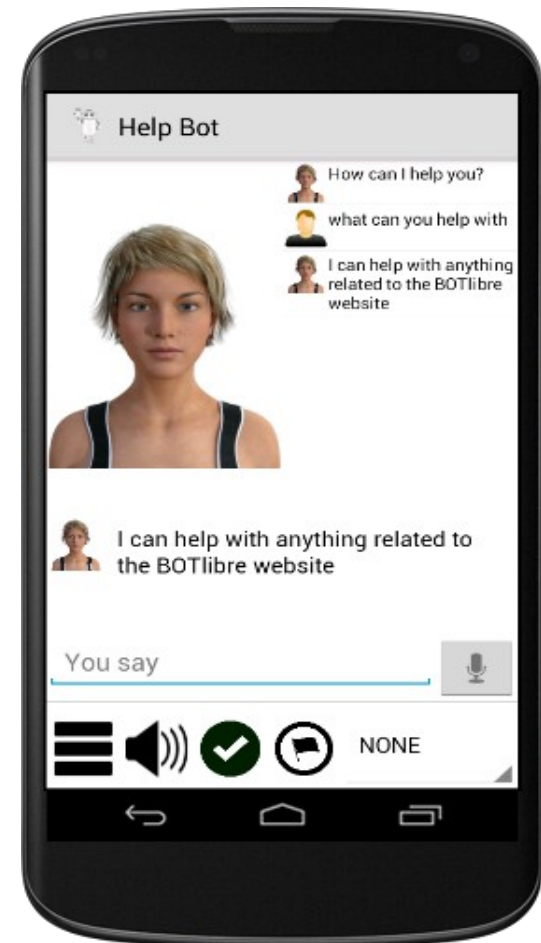 Help Bot
How can I help you?
what can you help with
I can help with anything
related to the BOTlibre
website
I can help with anything related to
the BOTlibre website
You say
NONE